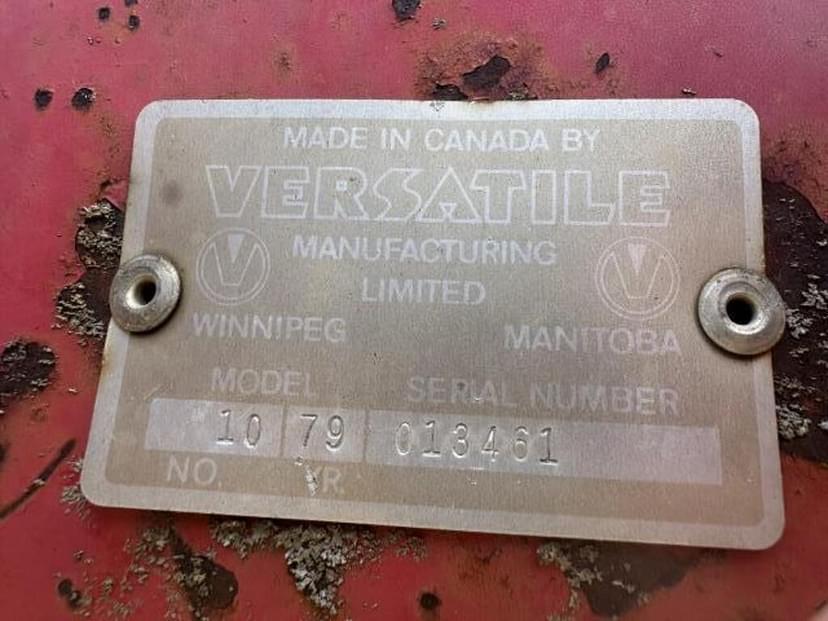 MADE IN CANADA BY
VERSATILE
MANUFACTURING
LIMITED
WINNIPEG MANITOBA
MODEL SERIAL NUMBER
10 79 013461
NO. YR.